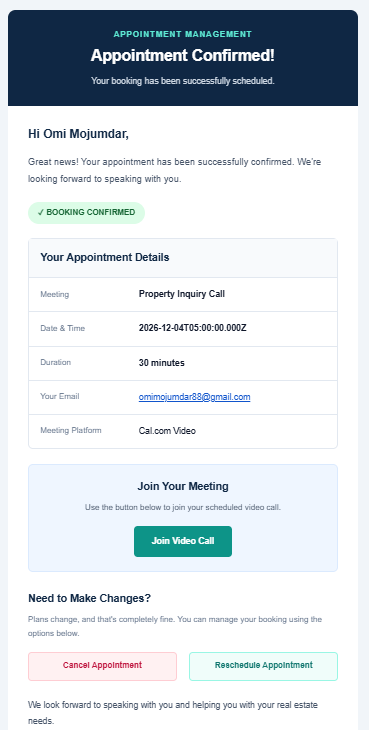 APPOINTMENT MANAGEMENT
Appointment Confirmed!
Your booking has been successfully scheduled.
Hi Omi Mojumdar,
Great news! Your appointment has been successfully confirmed. We're
looking forward to speaking with you.
✓ BOOKING CONFIRMED
Your Appointment Details
Meeting Property Inquiry Call
Date & Time 2026-12-04T05:00:00.000Z
Duration 30 minutes
Your Email omimojumdar88@gmail.com
Meeting Platform Cal.com Video
Join Your Meeting
Use the button below to join your scheduled video call.
Join Video Call
Need to Make Changes?
Plans change, and that's completely fine. You can manage your booking using the
options below.
Cancel Appointment Reschedule Appointment
We look forward to speaking with you and helping you with your real estate
needs.